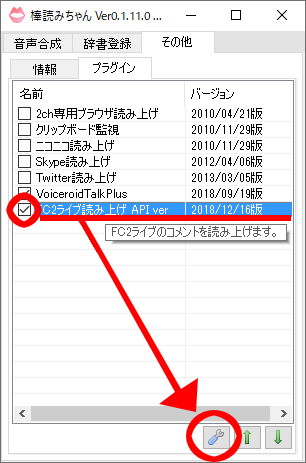 棒読みちゃん Ver0.1.11.0 ...
音声合成 辞書登録 その他
情報 プラグイン
名前 バージョン
2ch専用ブラウザ読み上げ 2010/04/21版
クリップボード監視 2010/11/29版
ニコニコ読み上げ 2010/11/29版
Skype読み上げ 2012/04/06版
Twitter読み上げ 2013/03/05版
VoiceroidTalkPlus 2018/09/19版
FC2ライブ読み上げ API ver 2018/12/16版
FC2ライブのコメントを読み上げます。